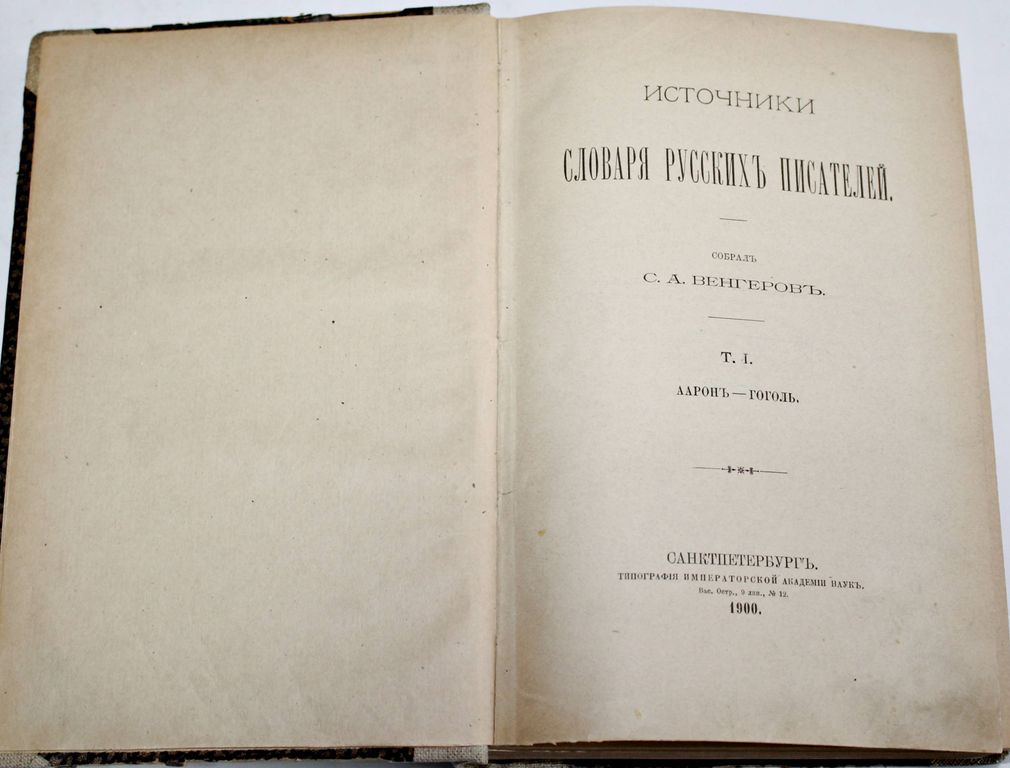 ИСТОЧНИКИ
СЛОВАРЯ РУССКИХЪ ПИСАТЕЛЕЙ.
СОБРАЛЪ
С. А. ВЕНГЕРОВЪ.
Т. I.
ААРОНЪ — ГОГОЛЬ.
САНКТПЕТЕРБУРГЪ.
ТИПОГРАФІЯ ИМПЕРАТОРСКОЙ АКАДЕМІИ НАУКЪ.
Вас. Остр., 9 лин., № 12.
1900.